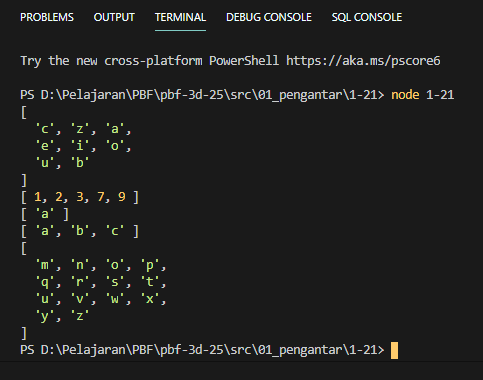 PROBLEMS OUTPUT TERMINAL DEBUG CONSOLE SQL CONSOLE
Try the new cross-platform PowerShell https://aka.ms/pscore6
PS D:\Pelajaran\PBF\pbf-3d-25\src\01_pengantar\1-21> node 1-21
[
  'c', 'z', 'a',
  'e', 'i', 'o',
  'u', 'b'
]
[ 1, 2, 3, 7, 9 ]
[ 'a' ]
[ 'a', 'b', 'c' ]
[
  'm', 'n', 'o', 'p',
  'q', 'r', 's', 't',
  'u', 'v', 'w', 'x',
  'y', 'z'
]
PS D:\Pelajaran\PBF\pbf-3d-25\src\01_pengantar\1-21>